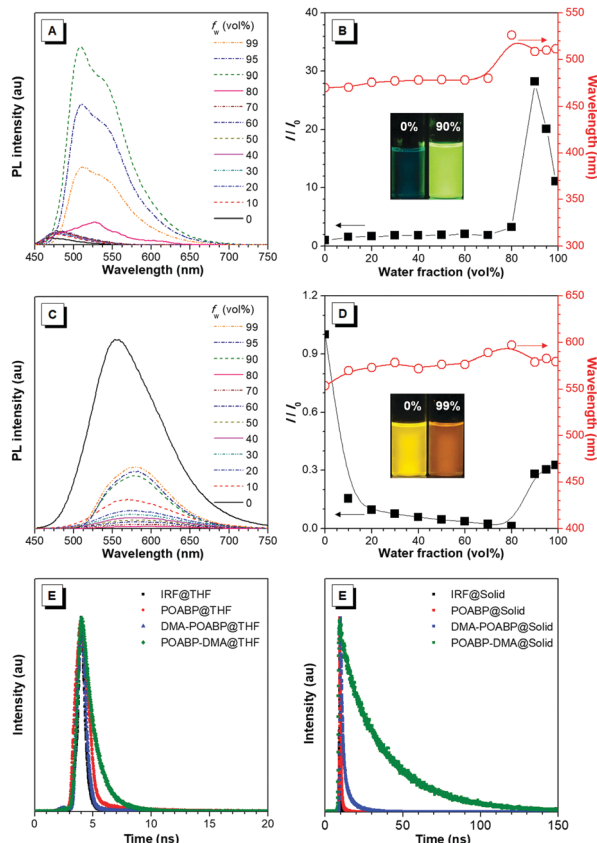 A
f_w (vol%)
99
95
90
80
70
60
50
40
30
20
10
0
PL intensity (au)
450 500 550 600 650 700 750
Wavelength (nm)
B
0% 90%
I / I_0
40
30
20
10
0
0 20 40 60 80 100
Water fraction (vol%)
550
500
450
400
350
300
Wavelength (nm)
C
f_w (vol%)
99
95
90
80
70
60
50
40
30
20
10
0
PL intensity (au)
450 500 550 600 650 700 750
Wavelength (nm)
D
0% 99%
I / I_0
1.2
0.9
0.6
0.3
0.0
0 20 40 60 80 100
Water fraction (vol%)
650
600
550
500
450
400
Wavelength (nm)
E
IRF@THF
POABP@THF
DMA-POABP@THF
POABP-DMA@THF
Intensity (au)
0 5 10 15 20
Time (ns)
E
IRF@Solid
POABP@Solid
DMA-POABP@Solid
POABP-DMA@Solid
Intensity (au)
0 50 100 150
Time (ns)